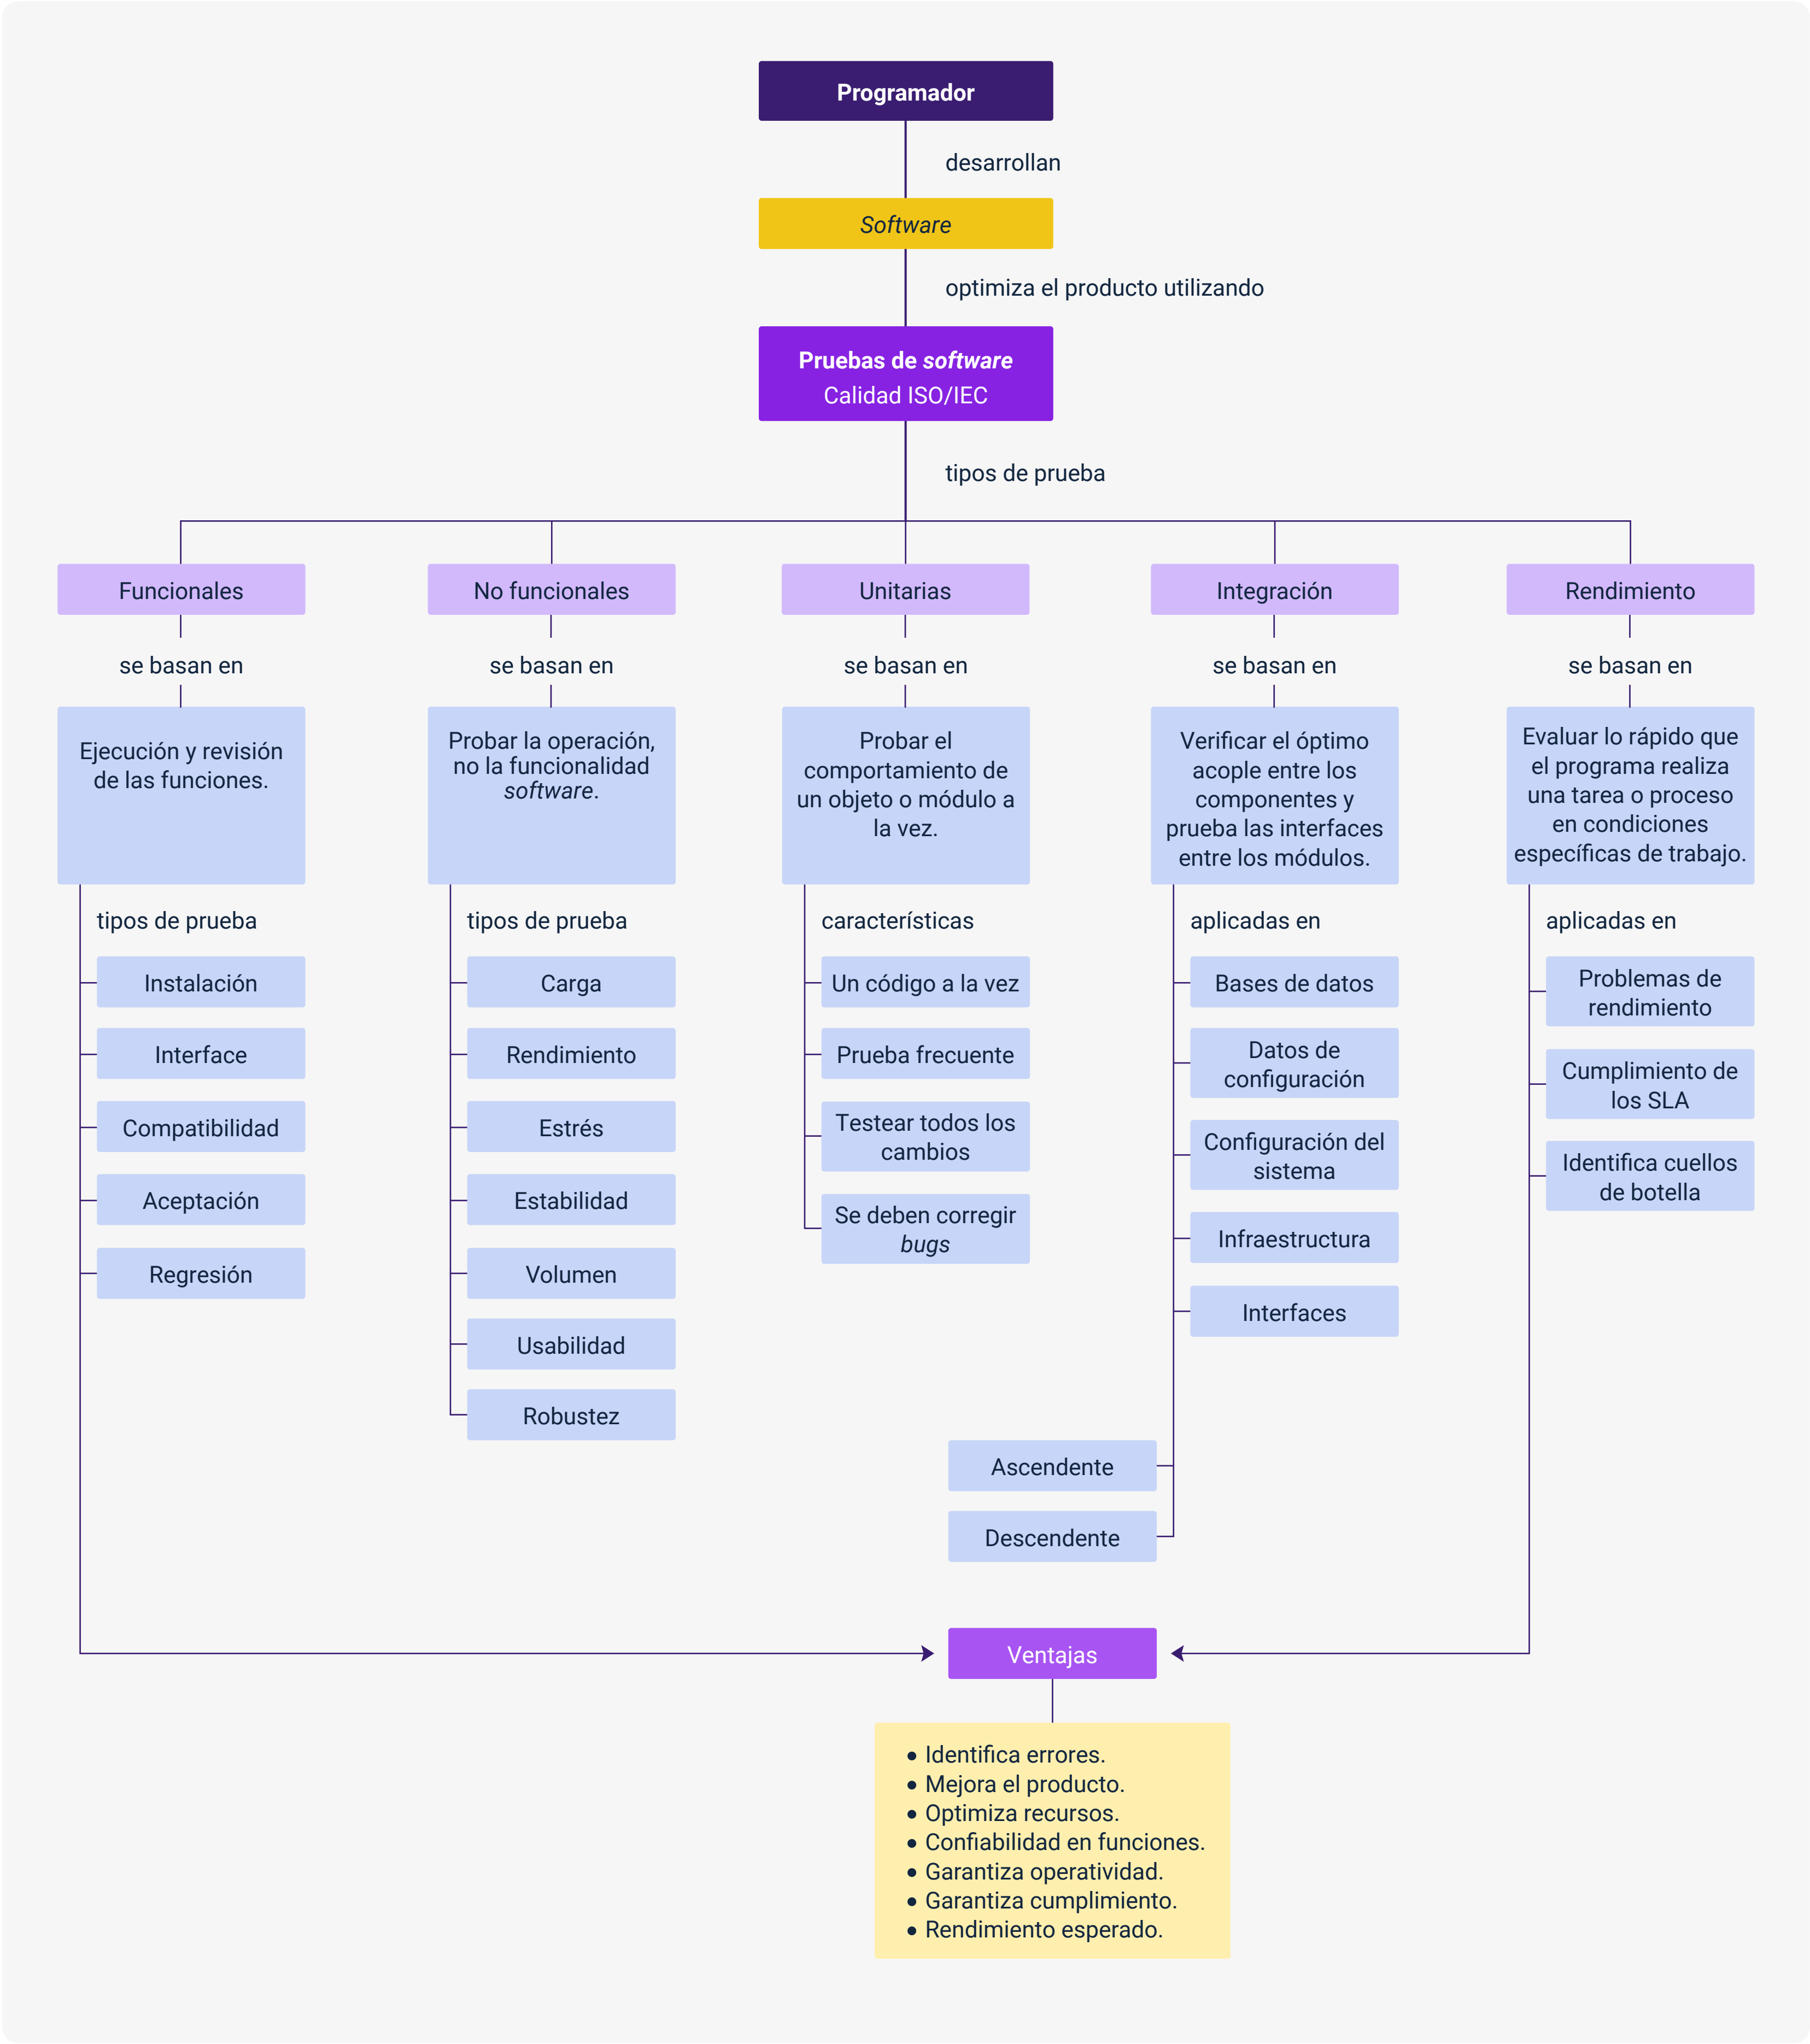 Programador
desarrollan
Software
optimiza el producto utilizando
Pruebas de software
Calidad ISO/IEC
tipos de prueba
Funcionales
se basan en
Ejecución y revisión
de las funciones.
tipos de prueba
Instalación
Interface
Compatibilidad
Aceptación
Regresión
No funcionales
se basan en
Probar la operación,
no la funcionalidad
software.
tipos de prueba
Carga
Rendimiento
Estrés
Estabilidad
Volumen
Usabilidad
Robustez
Unitarias
se basan en
Probar el
comportamiento de
un objeto o módulo a
la vez.
características
Un código a la vez
Prueba frecuente
Testear todos los
cambios
Se deben corregir
bugs
Integración
se basan en
Verificar el óptimo
acople entre los
componentes y
prueba las interfaces
entre los módulos.
aplicadas en
Bases de datos
Datos de
configuración
Configuración del
sistema
Infraestructura
Interfaces
Ascendente
Descendente
Rendimiento
se basan en
Evaluar lo rápido que
el programa realiza
una tarea o proceso
en condiciones
específicas de trabajo.
aplicadas en
Problemas de
rendimiento
Cumplimiento de
los SLA
Identifica cuellos
de botella
Ventajas
• Identifica errores.
• Mejora el producto.
• Optimiza recursos.
• Confiabilidad en funciones.
• Garantiza operatividad.
• Garantiza cumplimiento.
• Rendimiento esperado.